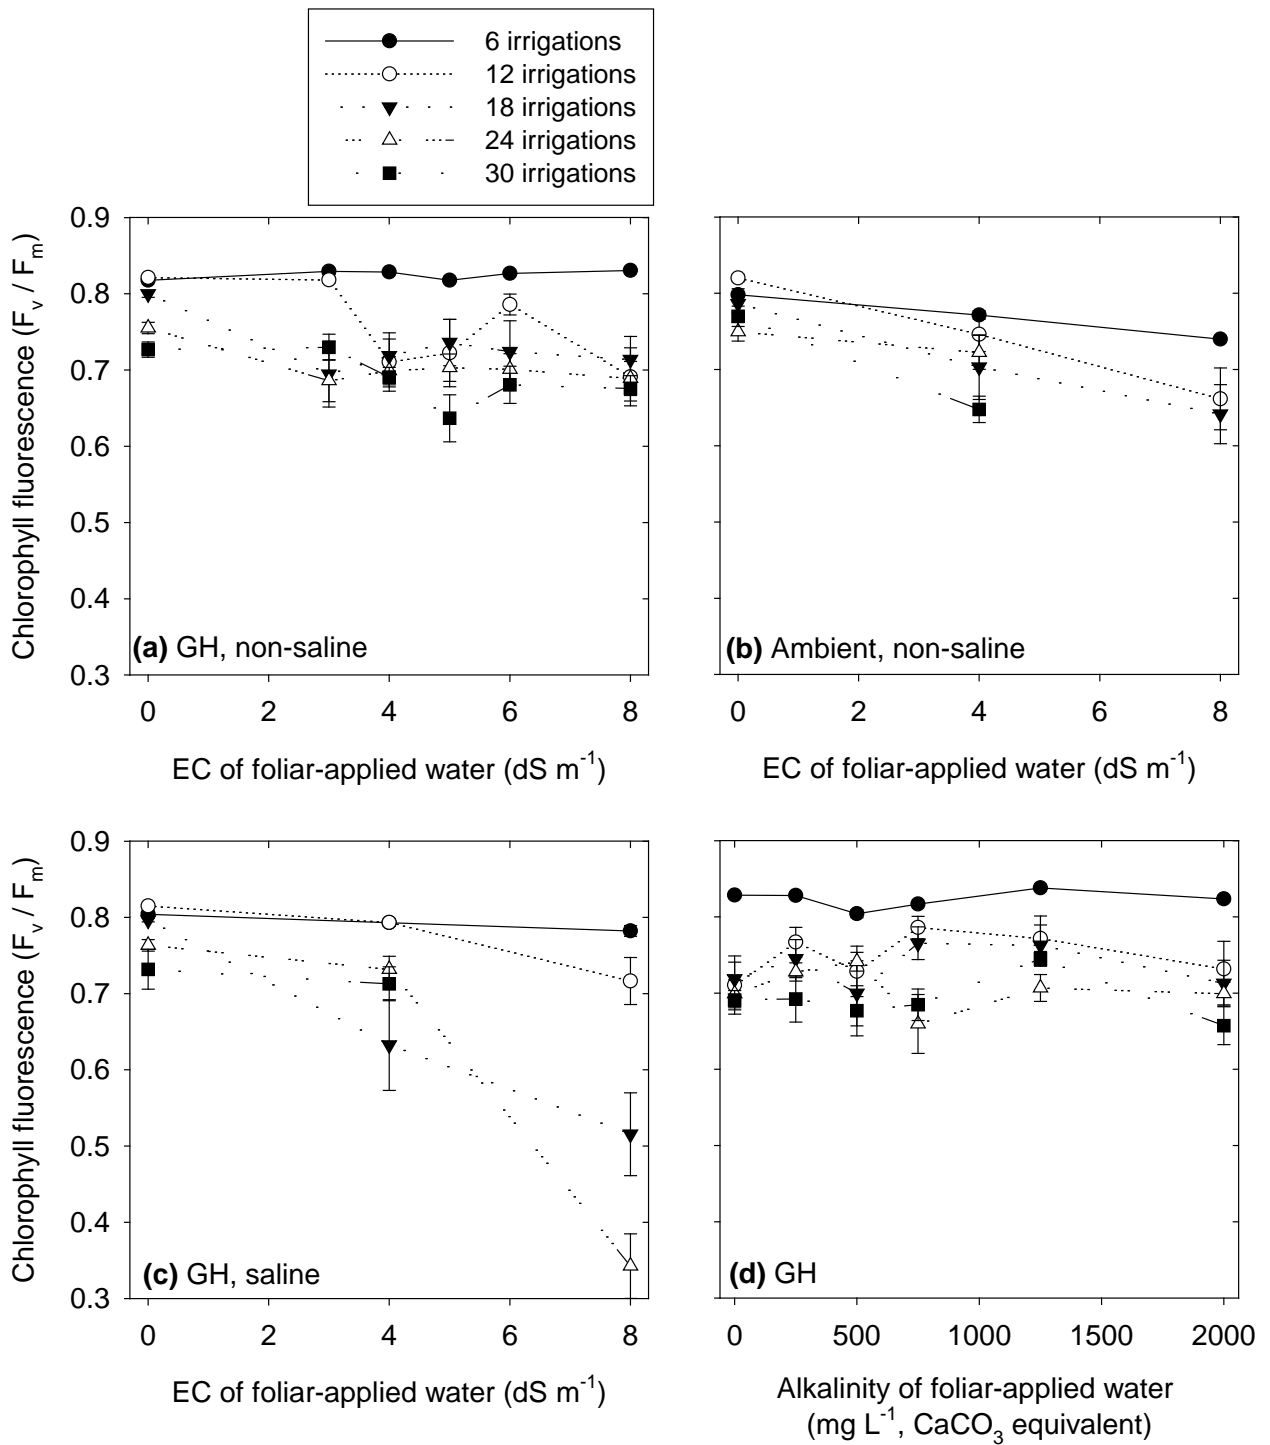 6 irrigations
12 irrigations
18 irrigations
24 irrigations
30 irrigations
Chlorophyll fluorescence (Fv / Fm)
0.9
0.8
0.7
0.6
0.5
0.4
0.3
(a) GH, non-saline
0 2 4 6 8
EC of foliar-applied water (dS m-1)
(b) Ambient, non-saline
0 2 4 6 8
EC of foliar-applied water (dS m-1)
Chlorophyll fluorescence (Fv / Fm)
0.9
0.8
0.7
0.6
0.5
0.4
0.3
(c) GH, saline
0 2 4 6 8
EC of foliar-applied water (dS m-1)
(d) GH
0 500 1000 1500 2000
Alkalinity of foliar-applied water
(mg L-1, CaCO3 equivalent)